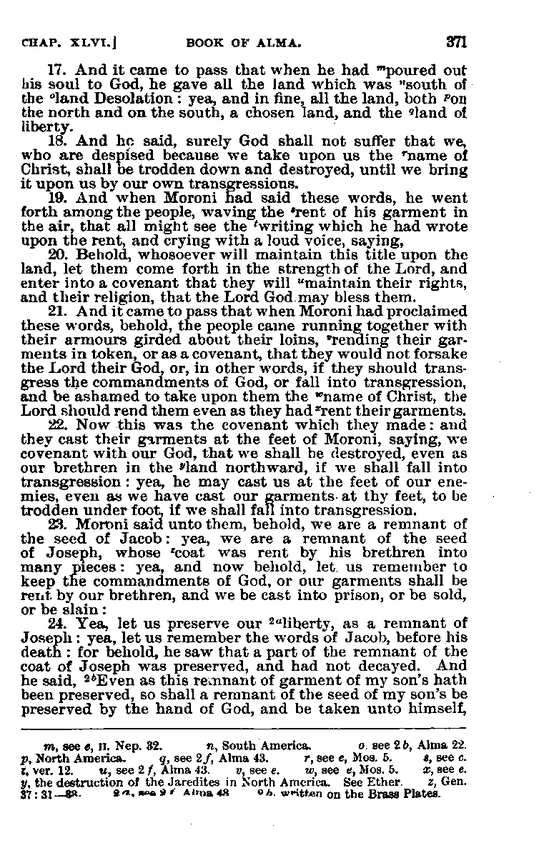 CHAP. XLVI.] BOOK OF ALMA. 371
17. And it came to pass that when he had ᵐpoured out
his soul to God, he gave all the land which was ⁿsouth of
the ᵒland Desolation: yea, and in fine, all the land, both ᵖon
the north and on the south, a chosen land, and the ᑫland of
liberty.
18. And he said, surely God shall not suffer that we,
who are despised because we take upon us the ʳname of
Christ, shall be trodden down and destroyed, until we bring
it upon us by our own transgressions.
19. And when Moroni had said these words, he went
forth among the people, waving the ˢrent of his garment in
the air, that all might see the ᵗwriting which he had wrote
upon the rent, and crying with a loud voice, saying,
20. Behold, whosoever will maintain this title upon the
land, let them come forth in the strength of the Lord, and
enter into a covenant that they will ᵘmaintain their rights,
and their religion, that the Lord God may bless them.
21. And it came to pass that when Moroni had proclaimed
these words, behold, the people came running together with
their armours girded about their loins, ᵛrending their gar-
ments in token, or as a covenant, that they would not forsake
the Lord their God, or, in other words, if they should trans-
gress the commandments of God, or fall into transgression,
and be ashamed to take upon them the ʷname of Christ, the
Lord should rend them even as they had ˣrent their garments.
22. Now this was the covenant which they made: and
they cast their garments at the feet of Moroni, saying, we
covenant with our God, that we shall be destroyed, even as
our brethren in the ʸland northward, if we shall fall into
transgression: yea, he may cast us at the feet of our ene-
mies, even as we have cast our garments at thy feet, to be
trodden under foot, if we shall fall into transgression.
23. Moroni said unto them, behold, we are a remnant of
the seed of Jacob: yea, we are a remnant of the seed
of Joseph, whose ᶻcoat was rent by his brethren into
many pieces: yea, and now behold, let us remember to
keep the commandments of God, or our garments shall be
rent by our brethren, and we be cast into prison, or be sold,
or be slain:
24. Yea, let us preserve our ²ᵃliberty, as a remnant of
Joseph: yea, let us remember the words of Jacob, before his
death: for behold, he saw that a part of the remnant of the
coat of Joseph was preserved, and had not decayed. And
he said, ²ᵇEven as this remnant of garment of my son's hath
been preserved, so shall a remnant of the seed of my son's be
preserved by the hand of God, and be taken unto himself,
m, see e, II. Nep. 32. n, South America. o. see 2 b, Alma 22.
p, North America. q, see 2 f, Alma 43. r, see e, Mos. 5. s, see c.
t, ver. 12. u, see 2 f, Alma 43. v, see e. w, see e, Mos. 5. x, see e.
y, the destruction of the Jaredites in North America. See Ether. z, Gen.
37:31—33. 2 a, see 2 f Alma 43 2 b, written on the Brass Plates.